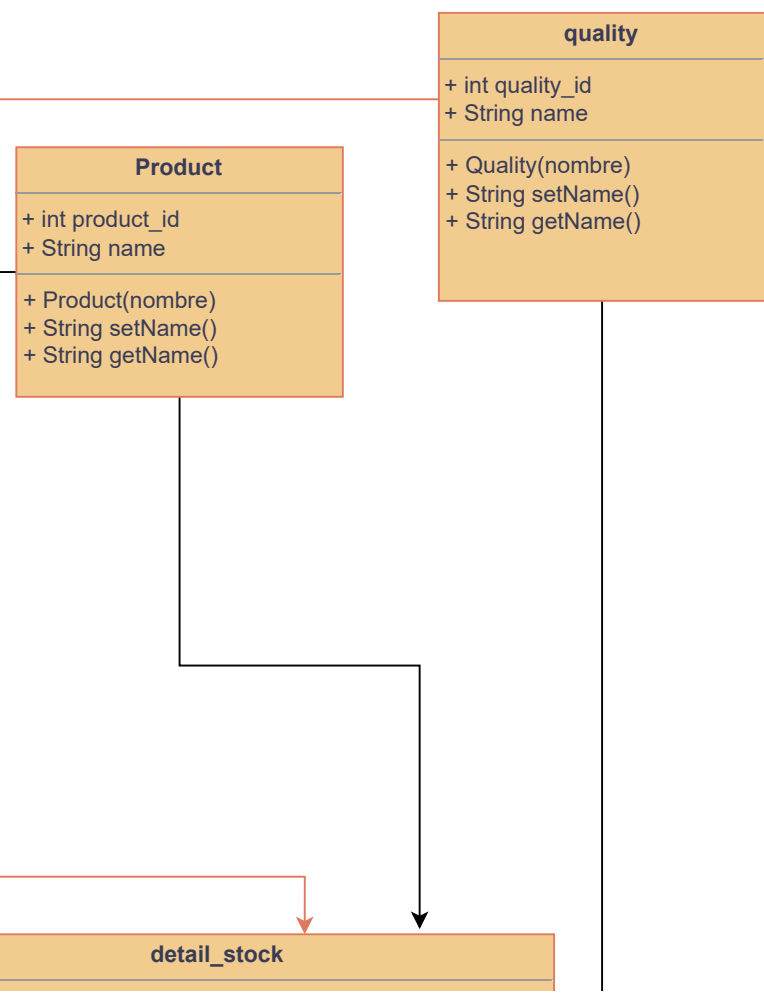 quality
+ int quality_id
+ String name
+ Quality(nombre)
+ String setName()
+ String getName()
Product
+ int product_id
+ String name
+ Product(nombre)
+ String setName()
+ String getName()
detail_stock